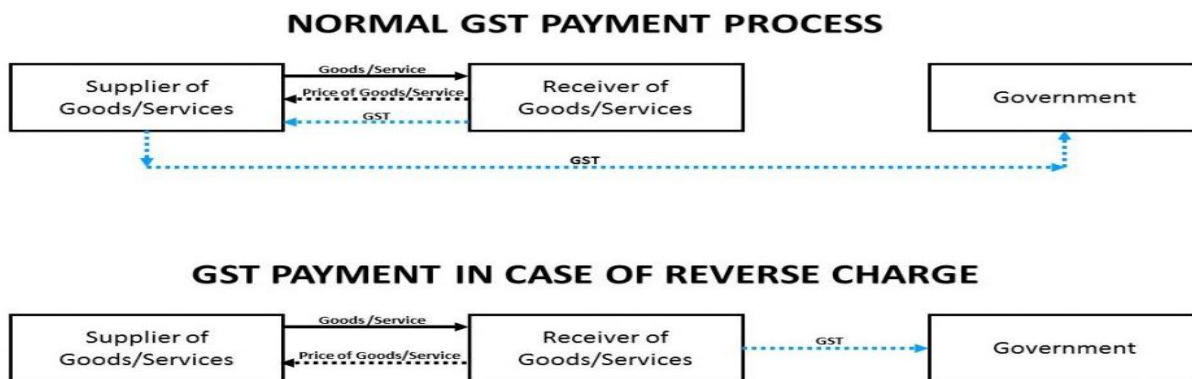 NORMAL GST PAYMENT PROCESS
Supplier of
Goods/Services
Goods/Service
Price of Goods/Service
GST
Receiver of
Goods/Services
Government
GST
GST PAYMENT IN CASE OF REVERSE CHARGE
Supplier of
Goods/Services
Goods/Service
Price of Goods/Service
Receiver of
Goods/Services
GST
Government